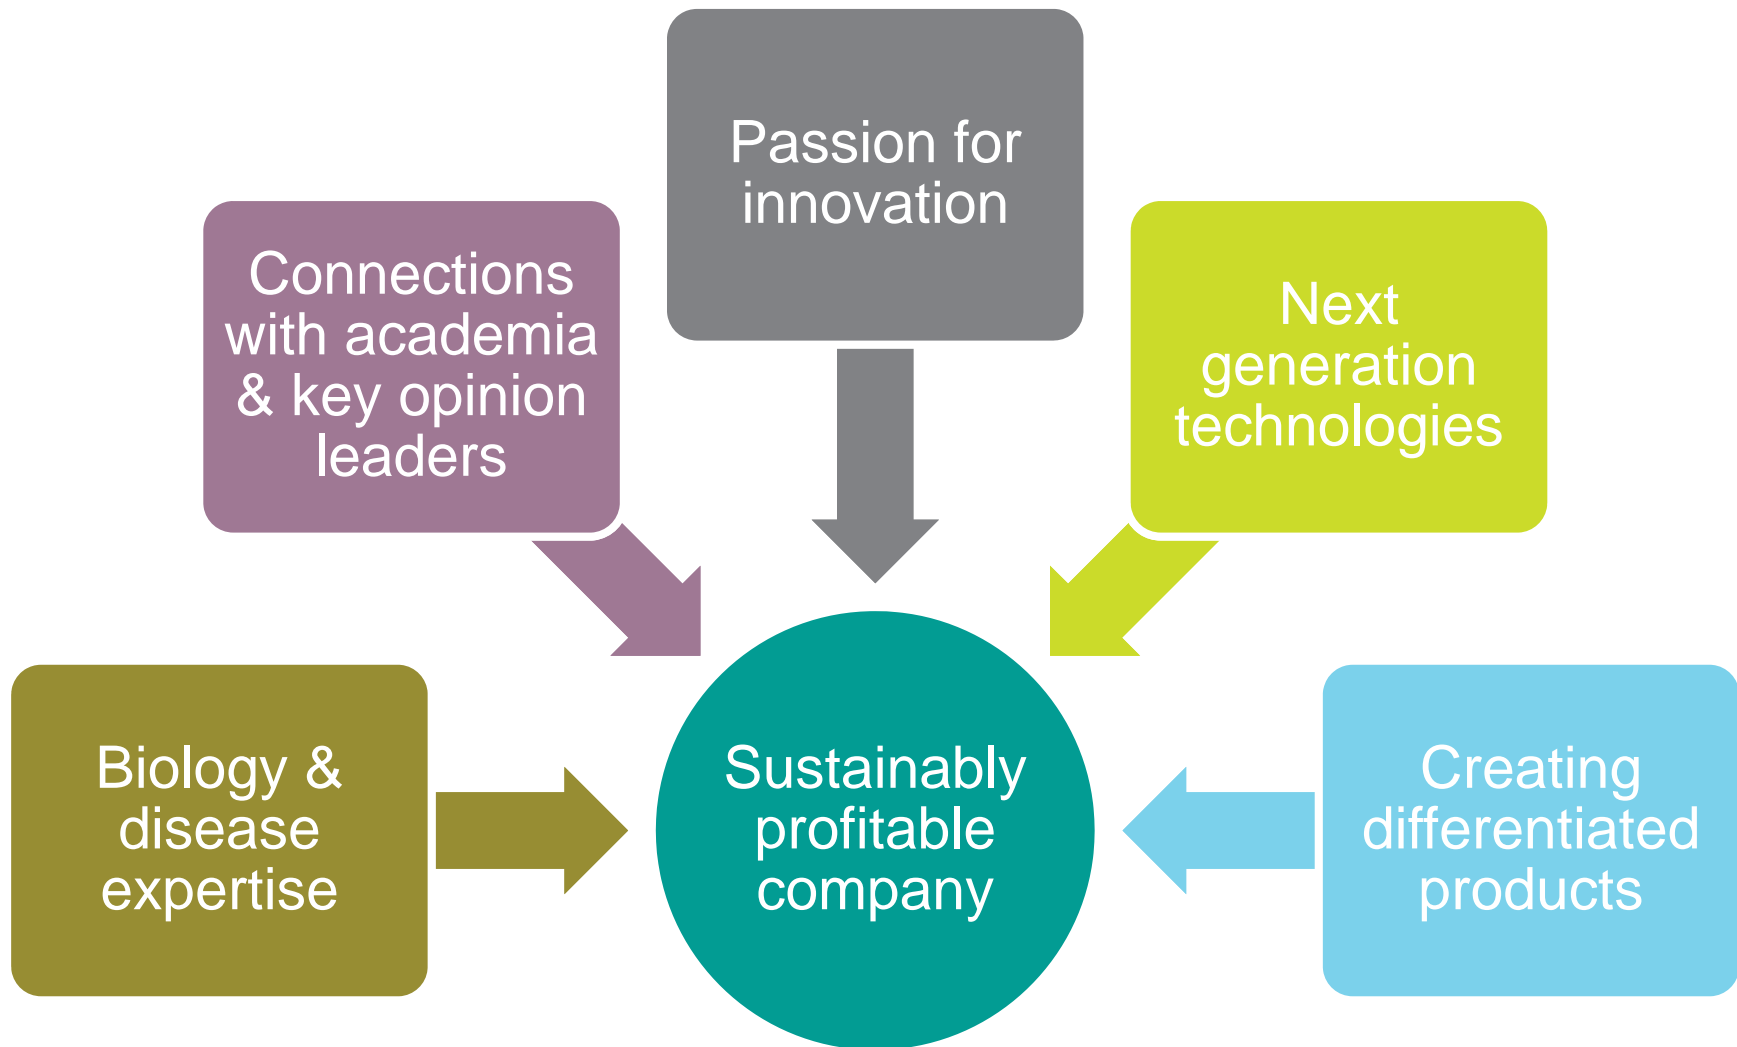 Passion for
innovation
Connections
with academia
& key opinion
leaders
Next
generation
technologies
Biology &
disease
expertise
Sustainably
profitable
company
Creating
differentiated
products